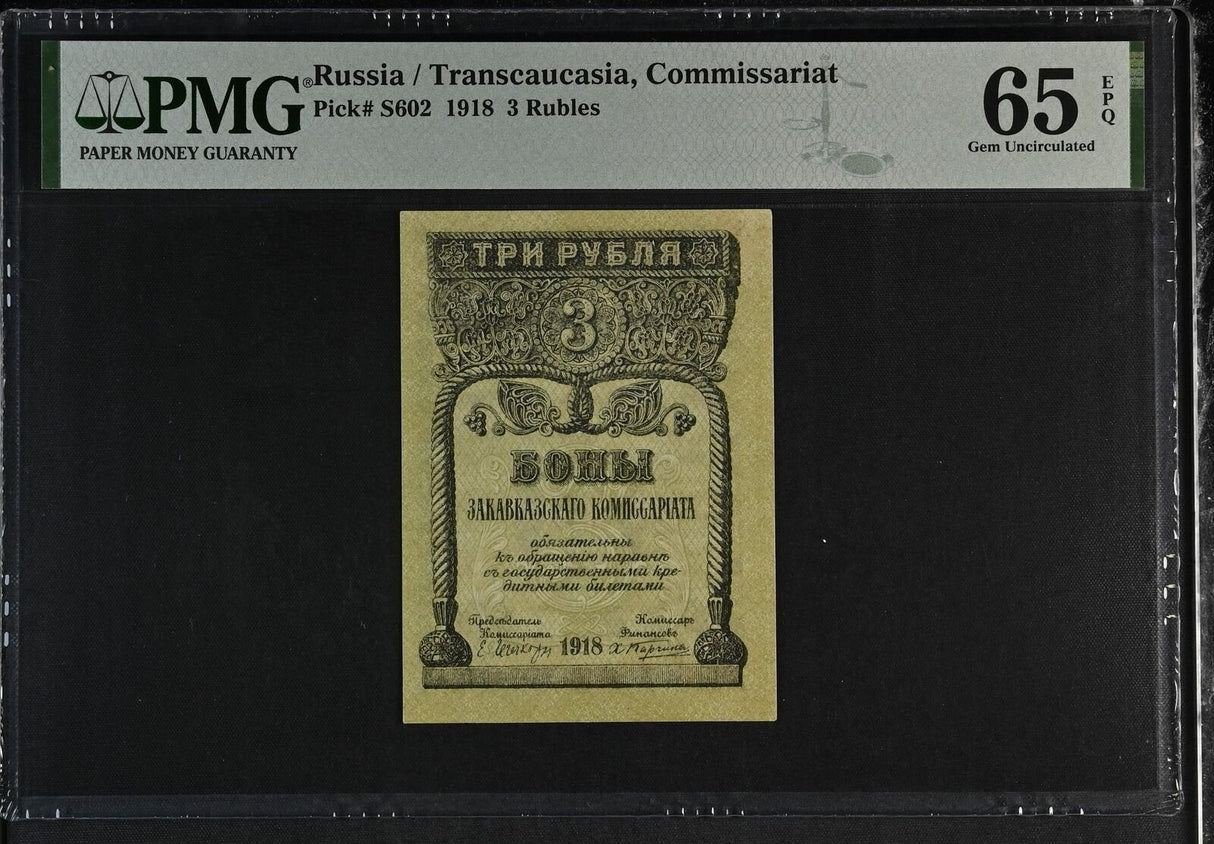 PMG®
PAPER MONEY GUARANTY
Russia / Transcaucasia, Commissariat
Pick# S602 1918 3 Rubles
65 EPQ
Gem Uncirculated
ТРИ РУБЛЯ
3
БОНЫ
ЗАКАВКАЗСКАГО КОМИССАРІАТА
обязательны
къ обращенію наравнѣ
съ государственными кре-
дитными билетами
Предсѣдатель Комиссаръ
Комиссаріата Финансовъ
1918